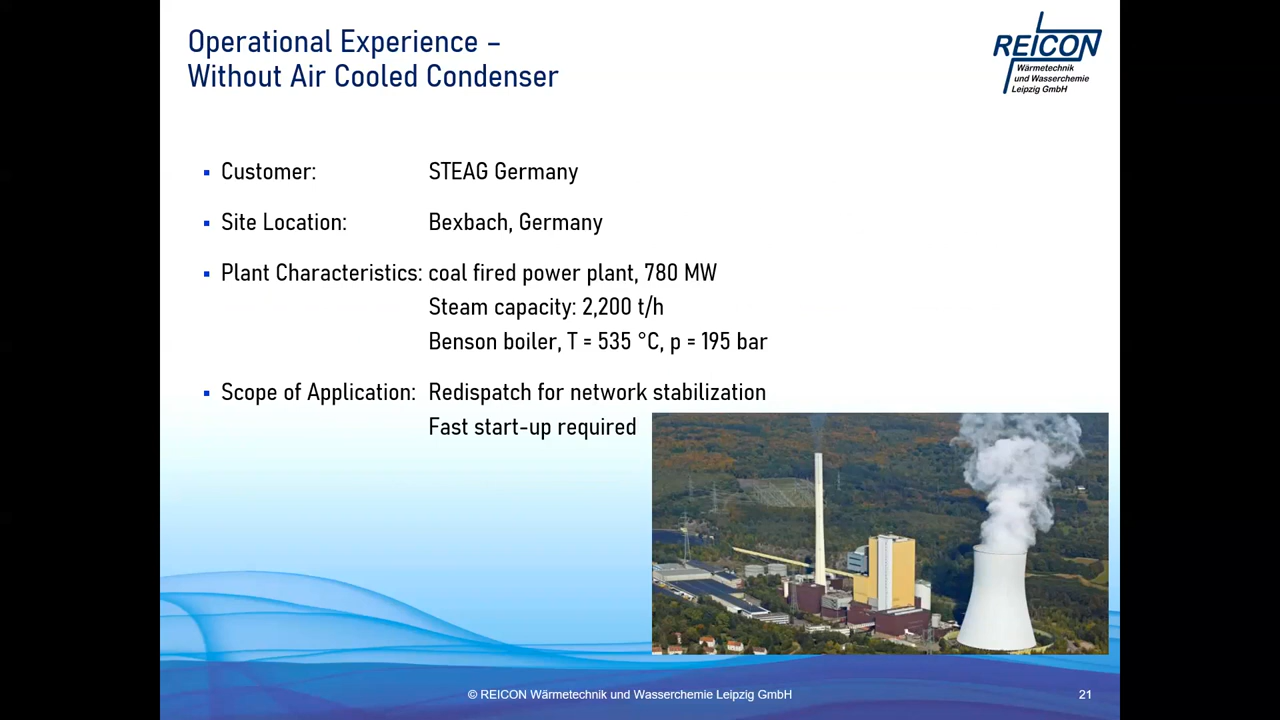 Operational Experience –
Without Air Cooled Condenser
REICON
Wärmetechnik
und Wasserchemie
Leipzig GmbH
Customer: STEAG Germany
Site Location: Bexbach, Germany
Plant Characteristics: coal fired power plant, 780 MW
Steam capacity: 2,200 t/h
Benson boiler, T = 535 °C, p = 195 bar
Scope of Application: Redispatch for network stabilization
Fast start-up required
© REICON Wärmetechnik und Wasserchemie Leipzig GmbH
21